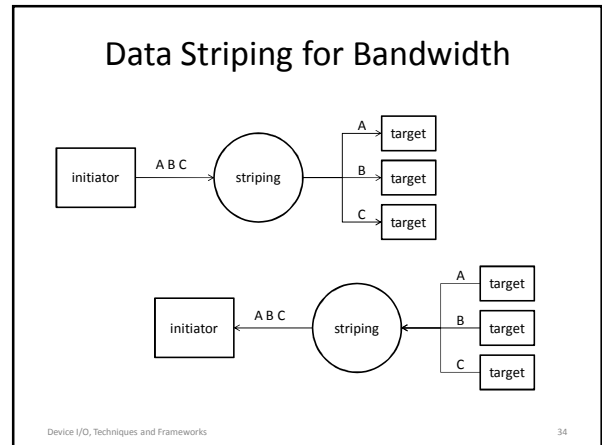 Data Striping for Bandwidth
A
target
initiator
A B C
striping
B
target
C
target
A
target
initiator
A B C
striping
B
target
C
target
Device I/O, Techniques and Frameworks
34